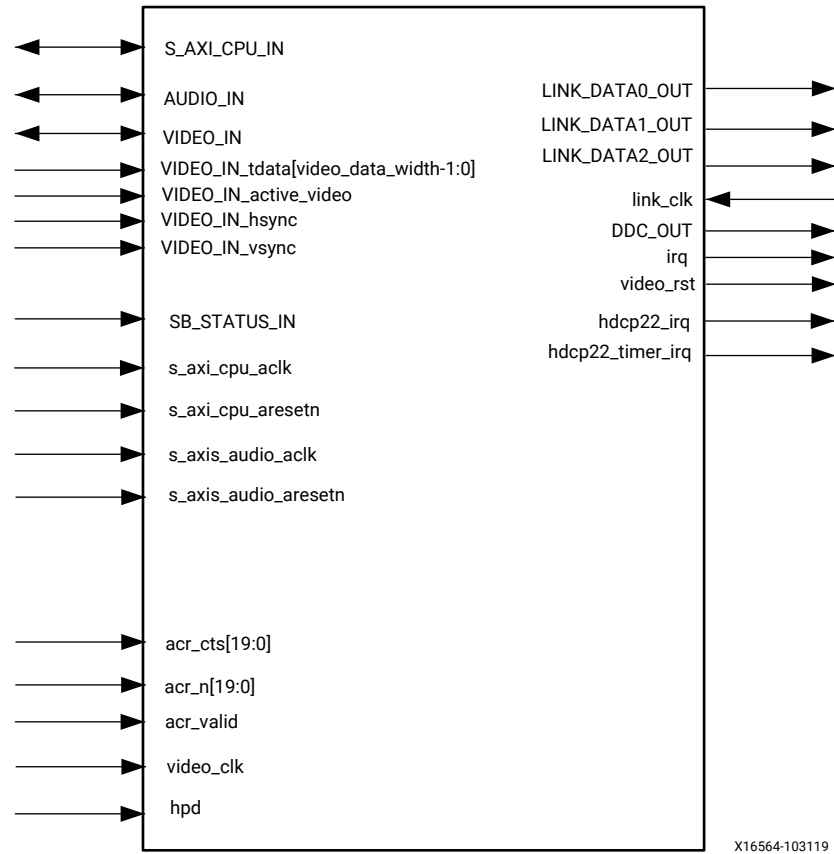 S_AXI_CPU_IN
AUDIO_IN
VIDEO_IN
VIDEO_IN_tdata[video_data_width-1:0]
VIDEO_IN_active_video
VIDEO_IN_hsync
VIDEO_IN_vsync
SB_STATUS_IN
s_axi_cpu_aclk
s_axi_cpu_aresetn
s_axis_audio_aclk
s_axis_audio_aresetn
acr_cts[19:0]
acr_n[19:0]
acr_valid
video_clk
hpd
LINK_DATA0_OUT
LINK_DATA1_OUT
LINK_DATA2_OUT
link_clk
DDC_OUT
irq
video_rst
hdcp22_irq
hdcp22_timer_irq
X16564-103119